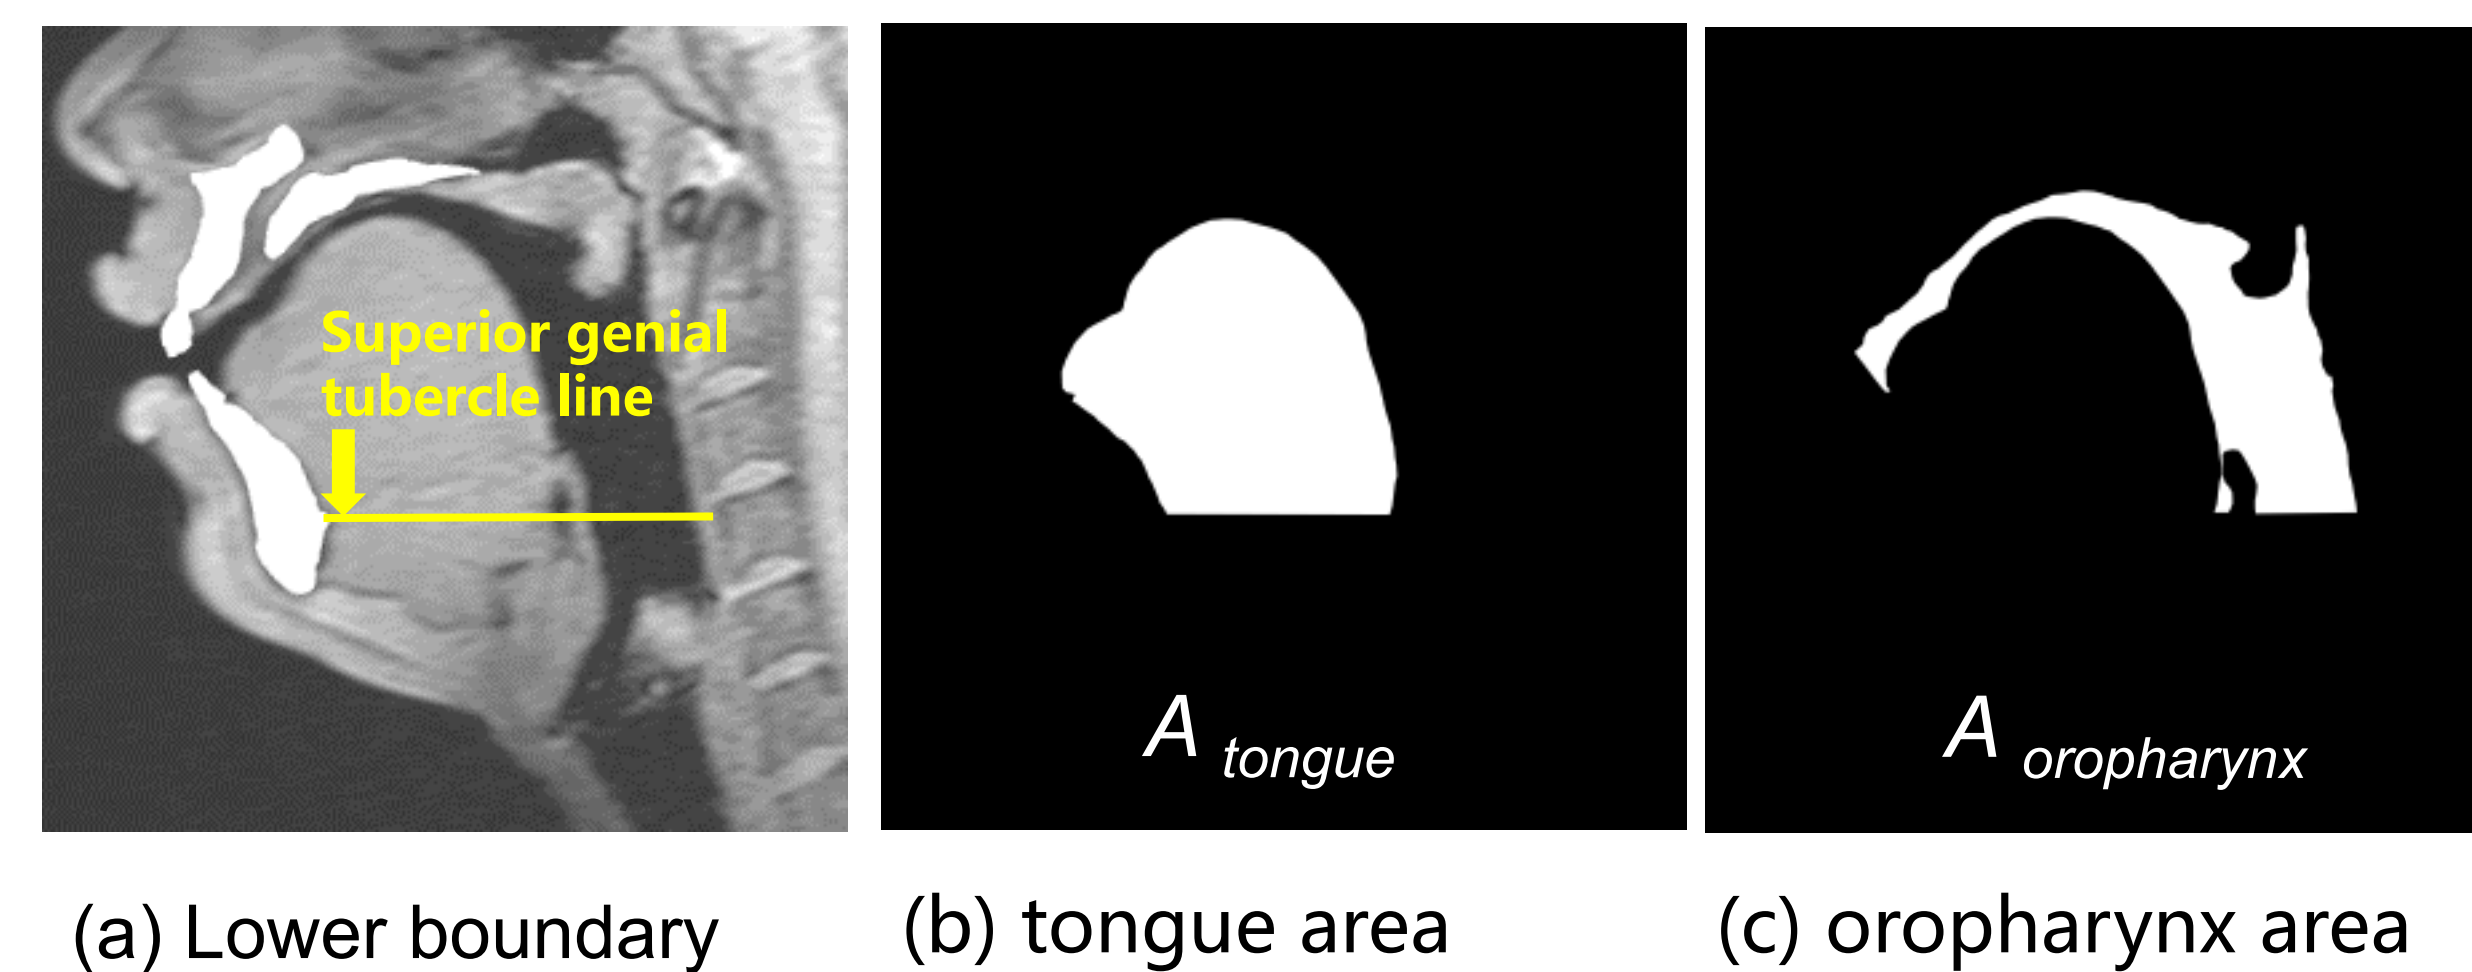 Superior genial
tubercle line
A tongue
A oropharynx
(a) Lower boundary
(b) tongue area
(c) oropharynx area